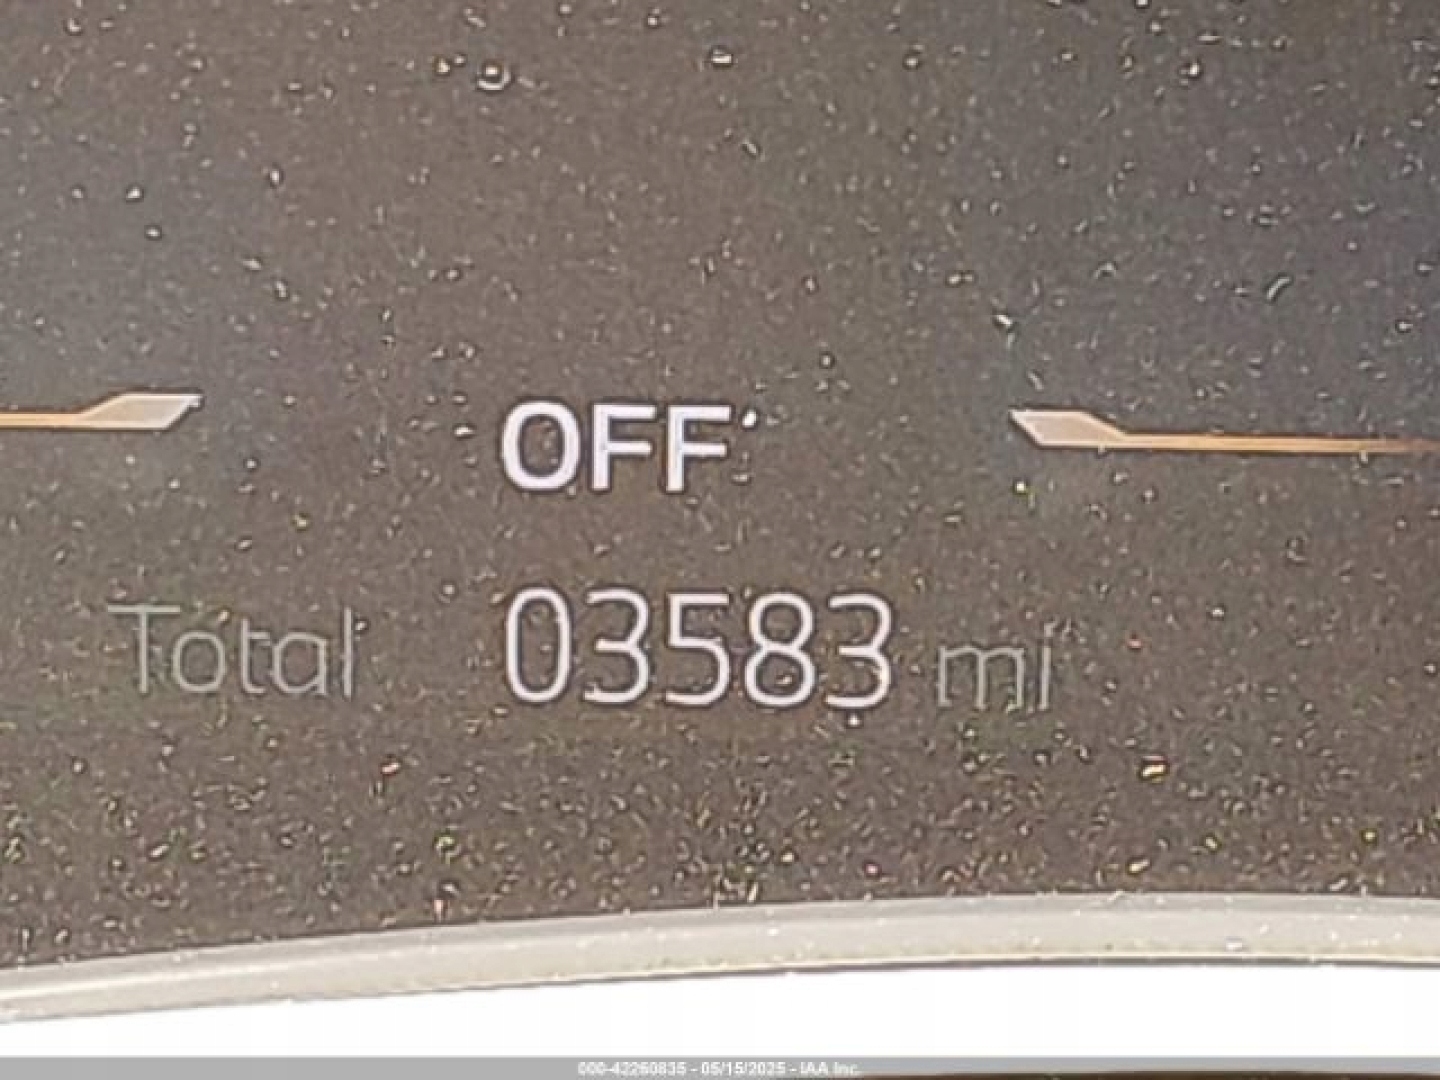 OFF
Total 03583 mi
000-42260835 - 05/15/2025 - IAA Inc.